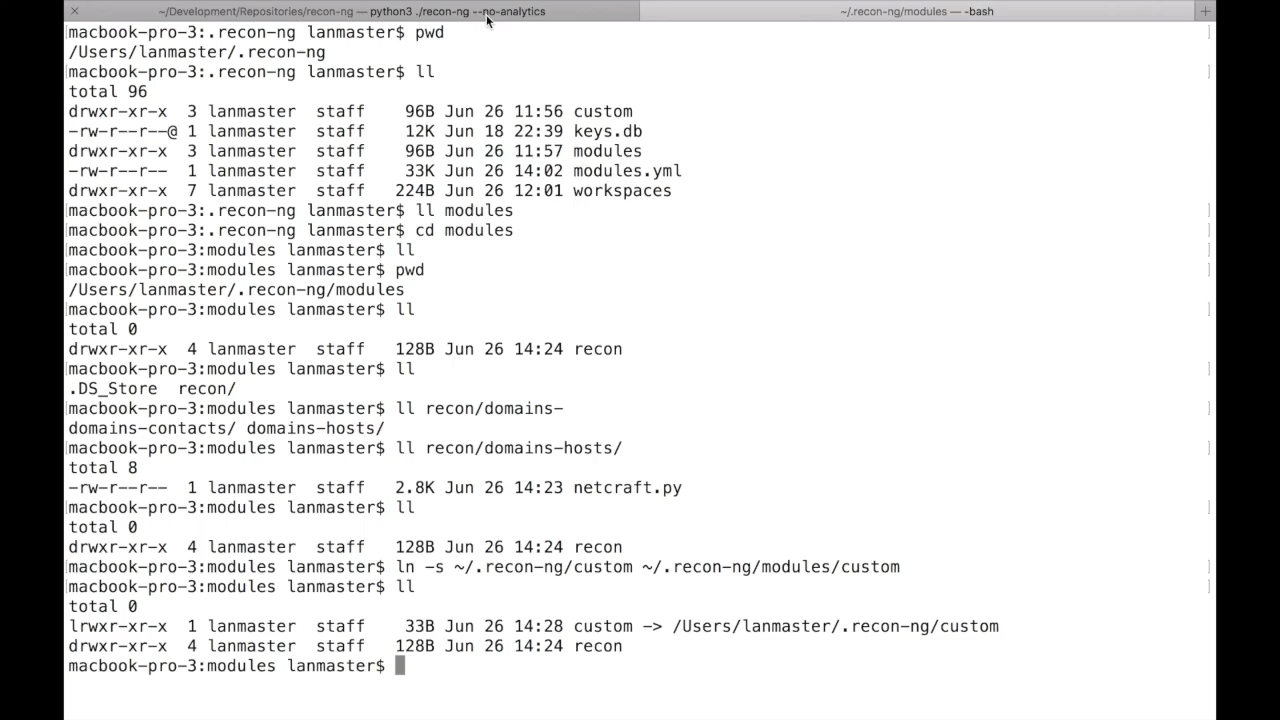 ~/Development/Repositories/recon-ng — python3 ./recon-ng --no-analytics
~/.recon-ng/modules — -bash
macbook-pro-3:.recon-ng lanmaster$ pwd
/Users/lanmaster/.recon-ng
macbook-pro-3:.recon-ng lanmaster$ ll
total 96
drwxr-xr-x  3 lanmaster  staff    96B Jun 26 11:56 custom
-rw-r--r--@ 1 lanmaster  staff    12K Jun 18 22:39 keys.db
drwxr-xr-x  3 lanmaster  staff    96B Jun 26 11:57 modules
-rw-r--r--  1 lanmaster  staff    33K Jun 26 14:02 modules.yml
drwxr-xr-x  7 lanmaster  staff   224B Jun 26 12:01 workspaces
macbook-pro-3:.recon-ng lanmaster$ ll modules
macbook-pro-3:.recon-ng lanmaster$ cd modules
macbook-pro-3:modules lanmaster$ ll
macbook-pro-3:modules lanmaster$ pwd
/Users/lanmaster/.recon-ng/modules
macbook-pro-3:modules lanmaster$ ll
total 0
drwxr-xr-x  4 lanmaster  staff   128B Jun 26 14:24 recon
macbook-pro-3:modules lanmaster$ ll
.DS_Store  recon/
macbook-pro-3:modules lanmaster$ ll recon/domains-
domains-contacts/ domains-hosts/
macbook-pro-3:modules lanmaster$ ll recon/domains-hosts/
total 8
-rw-r--r--  1 lanmaster  staff   2.8K Jun 26 14:23 netcraft.py
macbook-pro-3:modules lanmaster$ ll
total 0
drwxr-xr-x  4 lanmaster  staff   128B Jun 26 14:24 recon
macbook-pro-3:modules lanmaster$ ln -s ~/.recon-ng/custom ~/.recon-ng/modules/custom
macbook-pro-3:modules lanmaster$ ll
total 0
lrwxr-xr-x  1 lanmaster  staff    33B Jun 26 14:28 custom -> /Users/lanmaster/.recon-ng/custom
drwxr-xr-x  4 lanmaster  staff   128B Jun 26 14:24 recon
macbook-pro-3:modules lanmaster$